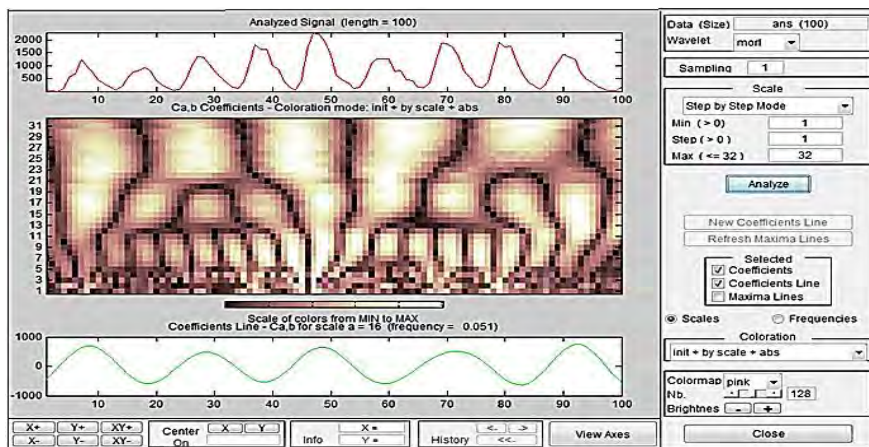 Analyzed Signal (length = 100)
2000
1500
1000
500
10 20 30 40 50 60 70 80 90 100
Ca,b Coefficients - Coloration mode: init + by scale + abs
31
29
27
25
23
21
19
17
15
13
11
9
7
5
3
1
Scale of colors from MIN to MAX
Coefficients Line - Ca,b for scale a = 16 (frequency = 0.051)
1000
0
-1000
10 20 30 40 50 60 70 80 90 100
X+ Y+ XY+
X- Y- XY-
Center On
X Y
Info
X =
Y =
History
<- ->
<<-
View Axes
Data (Size) ans (100)
Wavelet morl
Sampling 1
Scale
Step by Step Mode
Min (> 0) 1
Step (> 0) 1
Max (<= 32) 32
Analyze
New Coefficients Line
Refresh Maxima Lines
Selected
Coefficients
Coefficients Line
Maxima Lines
Scales Frequencies
Coloration
init + by scale + abs
Colormap pink
Nb. 128
Brightnes - +
Close